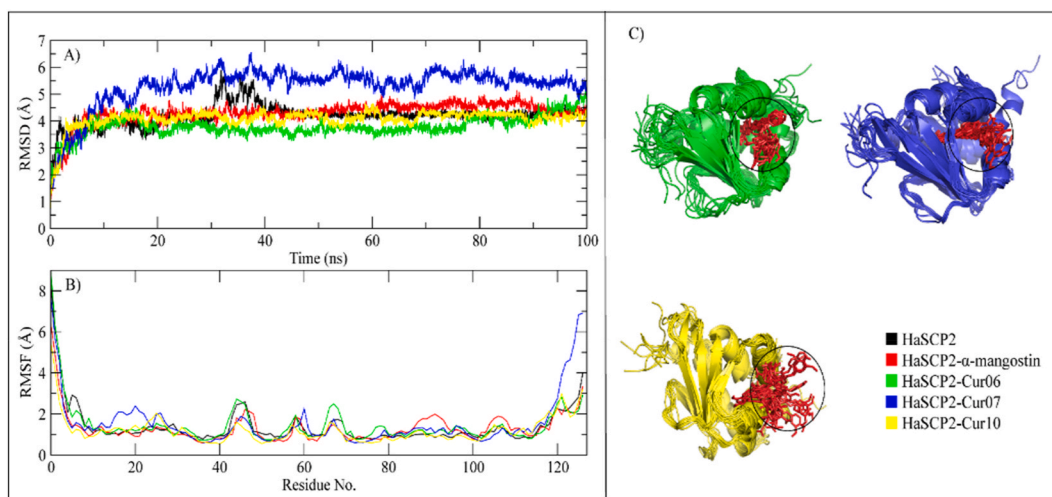 A)
RMSD (Å)
7
6
5
4
3
2
1
0
0 20 40 60 80 100
Time (ns)
B)
RMSF (Å)
8
6
4
2
0
0 20 40 60 80 100 120
Residue No.
C)
HaSCP2
HaSCP2-α-mangostin
HaSCP2-Cur06
HaSCP2-Cur07
HaSCP2-Cur10